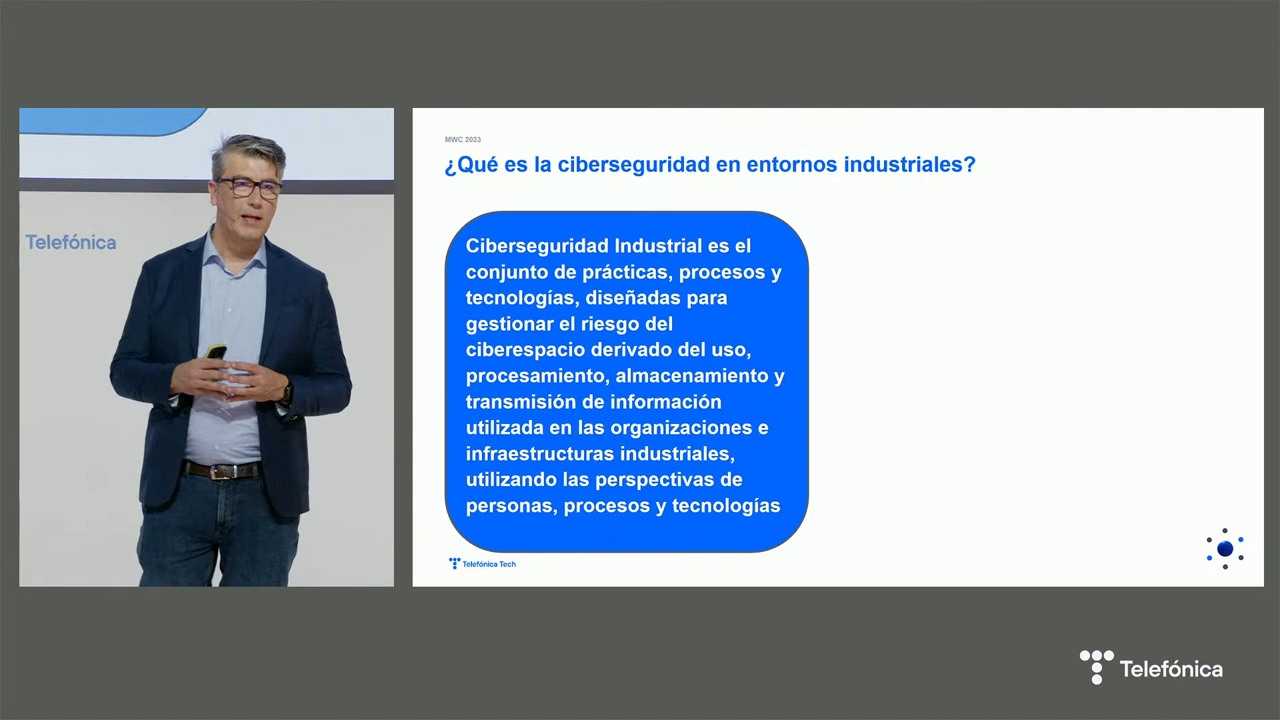 Telefónica
MWC 2023
¿Qué es la ciberseguridad en entornos industriales?
Ciberseguridad Industrial es el
conjunto de prácticas, procesos y
tecnologías, diseñadas para
gestionar el riesgo del
ciberespacio derivado del uso,
procesamiento, almacenamiento y
transmisión de información
utilizada en las organizaciones e
infraestructuras industriales,
utilizando las perspectivas de
personas, procesos y tecnologías
Telefónica Tech
Telefónica